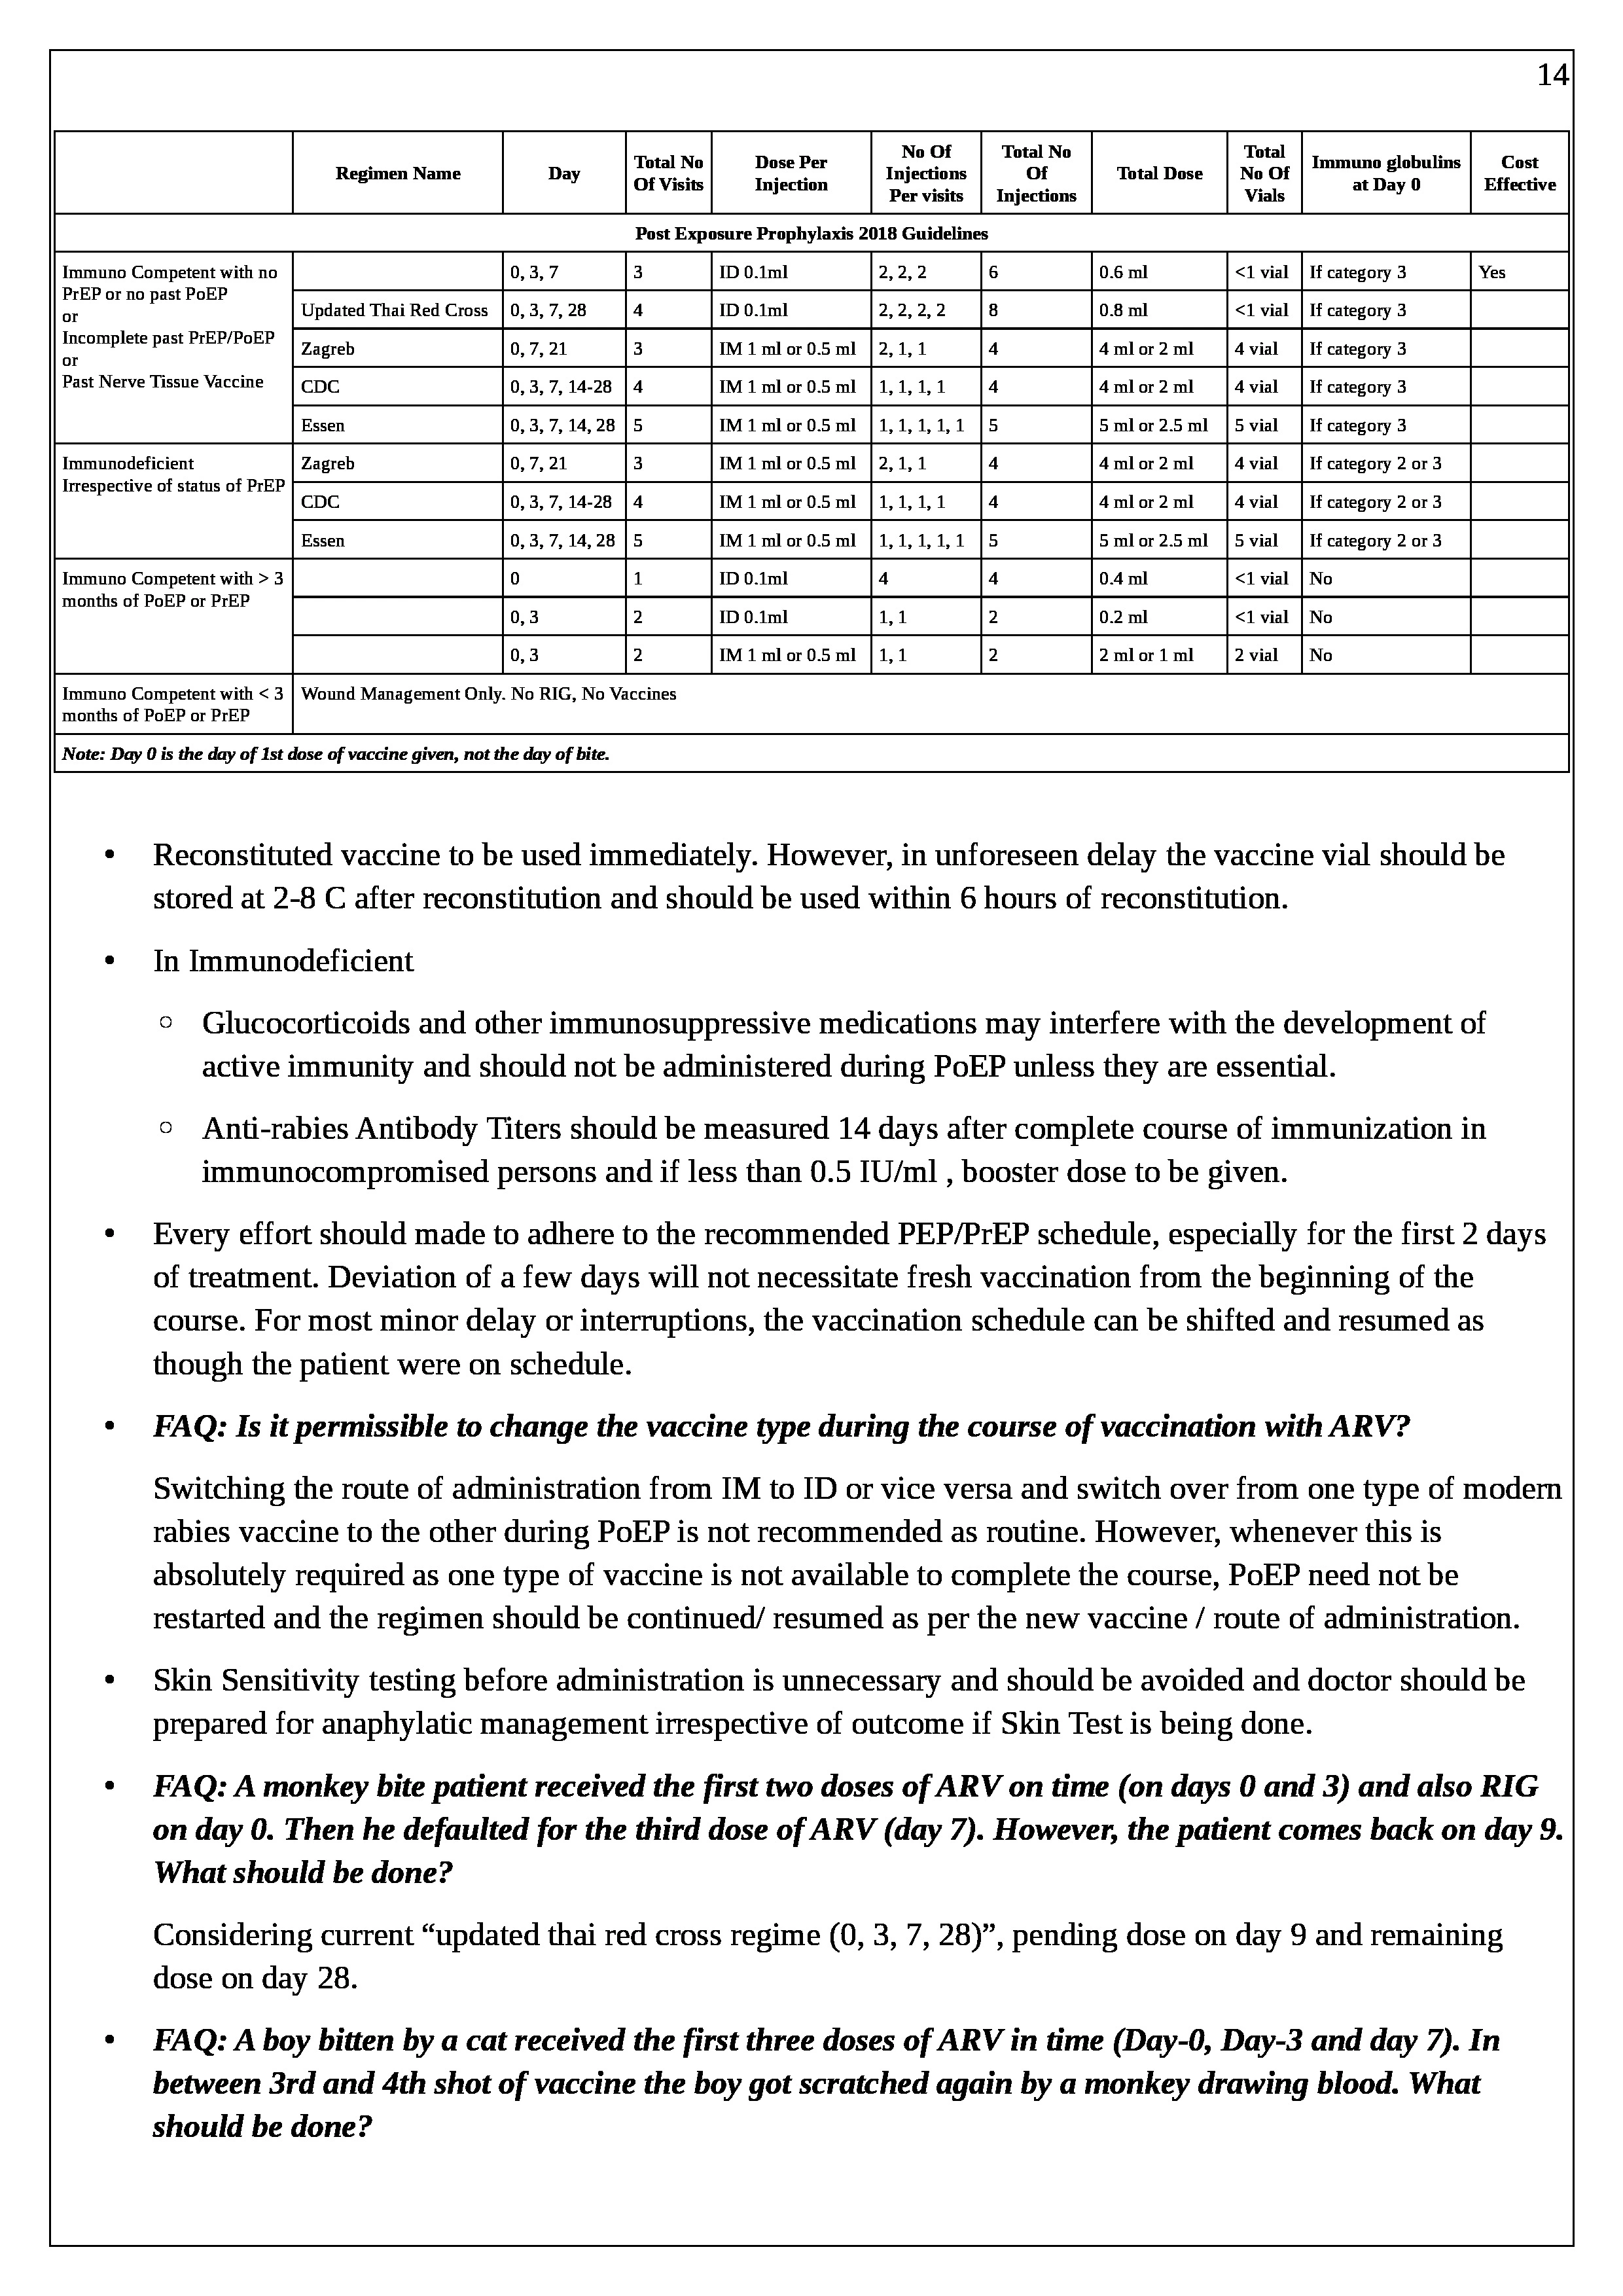 14
Regimen Name Day Total No Of Visits Dose Per Injection No Of Injections Per visits Total No Of Injections Total Dose Total No Of Vials Immuno globulins at Day 0 Cost Effective
Post Exposure Prophylaxis 2018 Guidelines
Immuno Competent with no PrEP or no past PoEP or Incomplete past PrEP/PoEP or Past Nerve Tissue Vaccine
0, 3, 7 3 ID 0.1ml 2, 2, 2 6 0.6 ml <1 vial If category 3 Yes
Updated Thai Red Cross 0, 3, 7, 28 4 ID 0.1ml 2, 2, 2, 2 8 0.8 ml <1 vial If category 3
Zagreb 0, 7, 21 3 IM 1 ml or 0.5 ml 2, 1, 1 4 4 ml or 2 ml 4 vial If category 3
CDC 0, 3, 7, 14-28 4 IM 1 ml or 0.5 ml 1, 1, 1, 1 4 4 ml or 2 ml 4 vial If category 3
Essen 0, 3, 7, 14, 28 5 IM 1 ml or 0.5 ml 1, 1, 1, 1, 1 5 5 ml or 2.5 ml 5 vial If category 3
Immunodeficient Irrespective of status of PrEP
Zagreb 0, 7, 21 3 IM 1 ml or 0.5 ml 2, 1, 1 4 4 ml or 2 ml 4 vial If category 2 or 3
CDC 0, 3, 7, 14-28 4 IM 1 ml or 0.5 ml 1, 1, 1, 1 4 4 ml or 2 ml 4 vial If category 2 or 3
Essen 0, 3, 7, 14, 28 5 IM 1 ml or 0.5 ml 1, 1, 1, 1, 1 5 5 ml or 2.5 ml 5 vial If category 2 or 3
Immuno Competent with > 3 months of PoEP or PrEP
0 1 ID 0.1ml 4 4 0.4 ml <1 vial No
0, 3 2 ID 0.1ml 1, 1 2 0.2 ml <1 vial No
0, 3 2 IM 1 ml or 0.5 ml 1, 1 2 2 ml or 1 ml 2 vial No
Immuno Competent with < 3 months of PoEP or PrEP
Wound Management Only. No RIG, No Vaccines
Note: Day 0 is the day of 1st dose of vaccine given, not the day of bite.
• Reconstituted vaccine to be used immediately. However, in unforeseen delay the vaccine vial should be
stored at 2-8 C after reconstitution and should be used within 6 hours of reconstitution.
• In Immunodeficient
○ Glucocorticoids and other immunosuppressive medications may interfere with the development of
active immunity and should not be administered during PoEP unless they are essential.
○ Anti-rabies Antibody Titers should be measured 14 days after complete course of immunization in
immunocompromised persons and if less than 0.5 IU/ml , booster dose to be given.
• Every effort should made to adhere to the recommended PEP/PrEP schedule, especially for the first 2 days
of treatment. Deviation of a few days will not necessitate fresh vaccination from the beginning of the
course. For most minor delay or interruptions, the vaccination schedule can be shifted and resumed as
though the patient were on schedule.
• FAQ: Is it permissible to change the vaccine type during the course of vaccination with ARV?
Switching the route of administration from IM to ID or vice versa and switch over from one type of modern
rabies vaccine to the other during PoEP is not recommended as routine. However, whenever this is
absolutely required as one type of vaccine is not available to complete the course, PoEP need not be
restarted and the regimen should be continued/ resumed as per the new vaccine / route of administration.
• Skin Sensitivity testing before administration is unnecessary and should be avoided and doctor should be
prepared for anaphylatic management irrespective of outcome if Skin Test is being done.
• FAQ: A monkey bite patient received the first two doses of ARV on time (on days 0 and 3) and also RIG
on day 0. Then he defaulted for the third dose of ARV (day 7). However, the patient comes back on day 9.
What should be done?
Considering current “updated thai red cross regime (0, 3, 7, 28)”, pending dose on day 9 and remaining
dose on day 28.
• FAQ: A boy bitten by a cat received the first three doses of ARV in time (Day-0, Day-3 and day 7). In
between 3rd and 4th shot of vaccine the boy got scratched again by a monkey drawing blood. What
should be done?